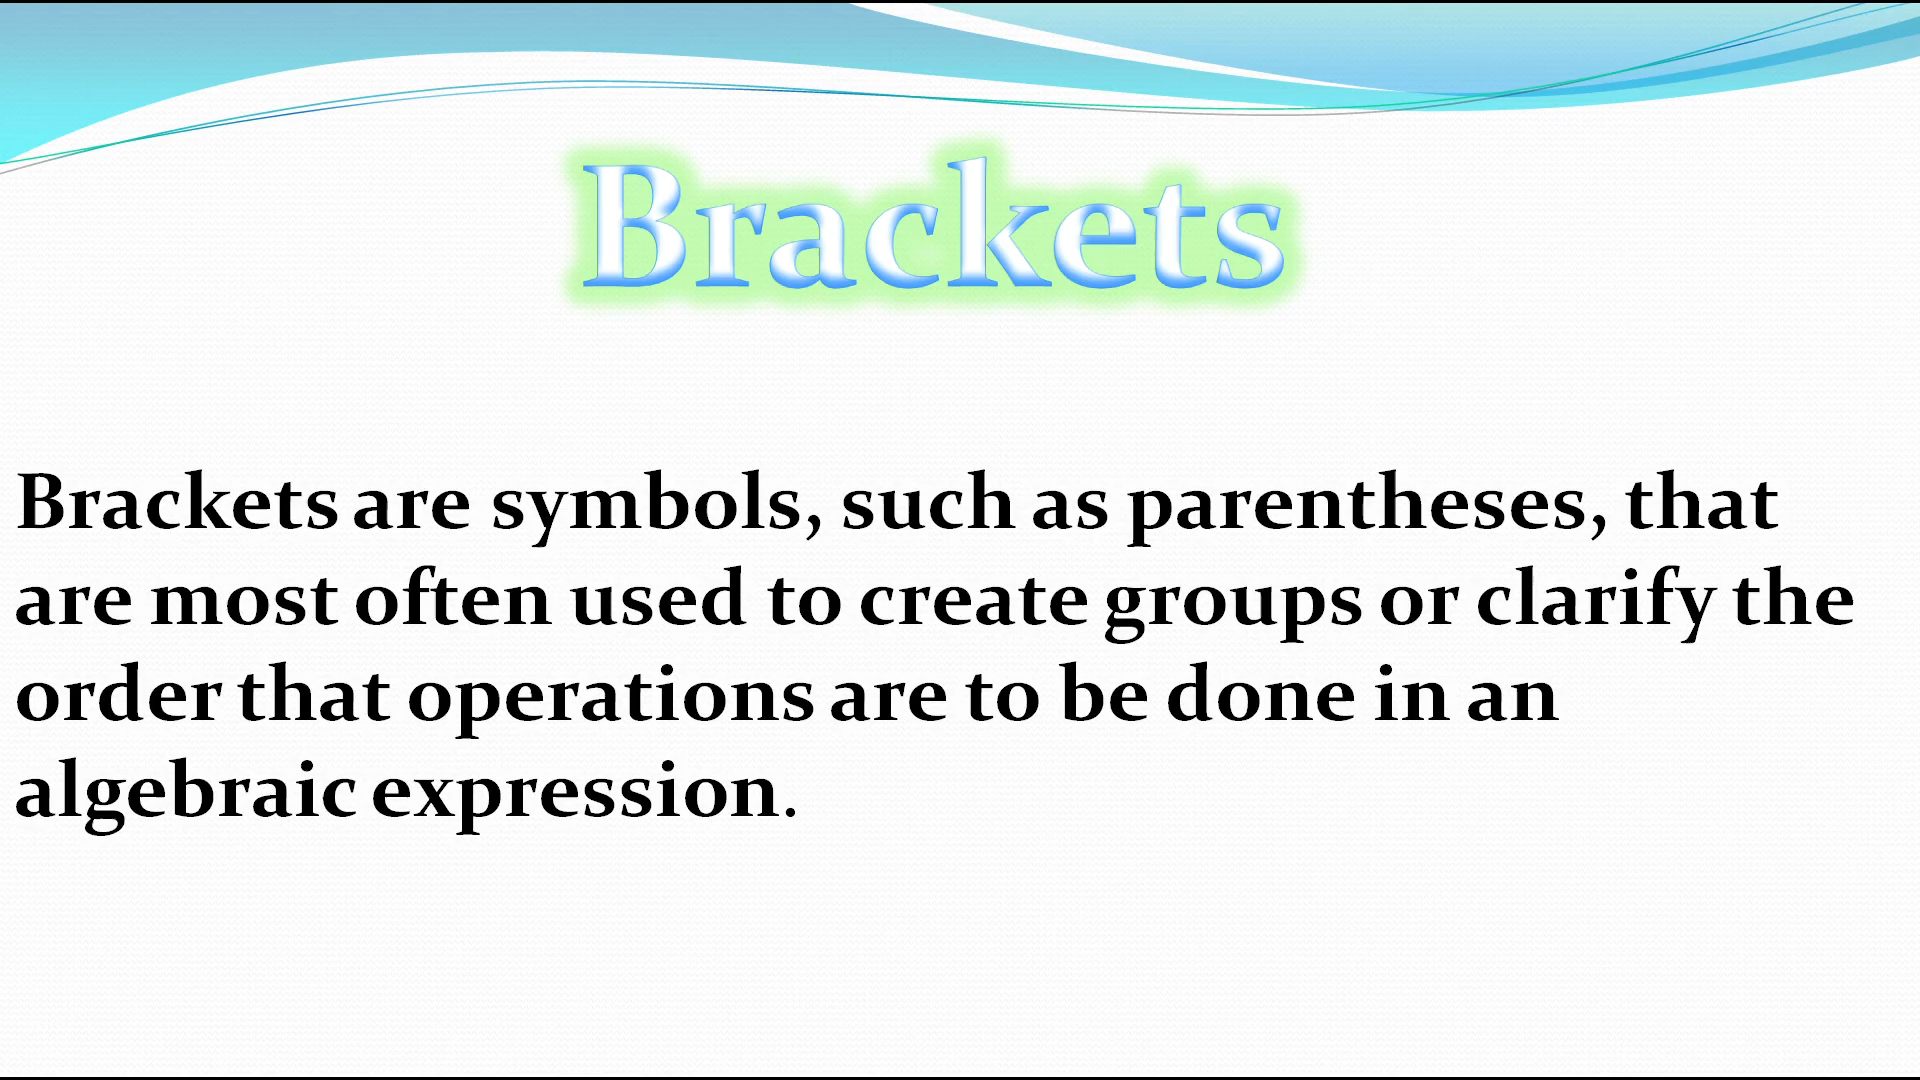 Brackets
Brackets are symbols, such as parentheses, that
are most often used to create groups or clarify the
order that operations are to be done in an
algebraic expression.